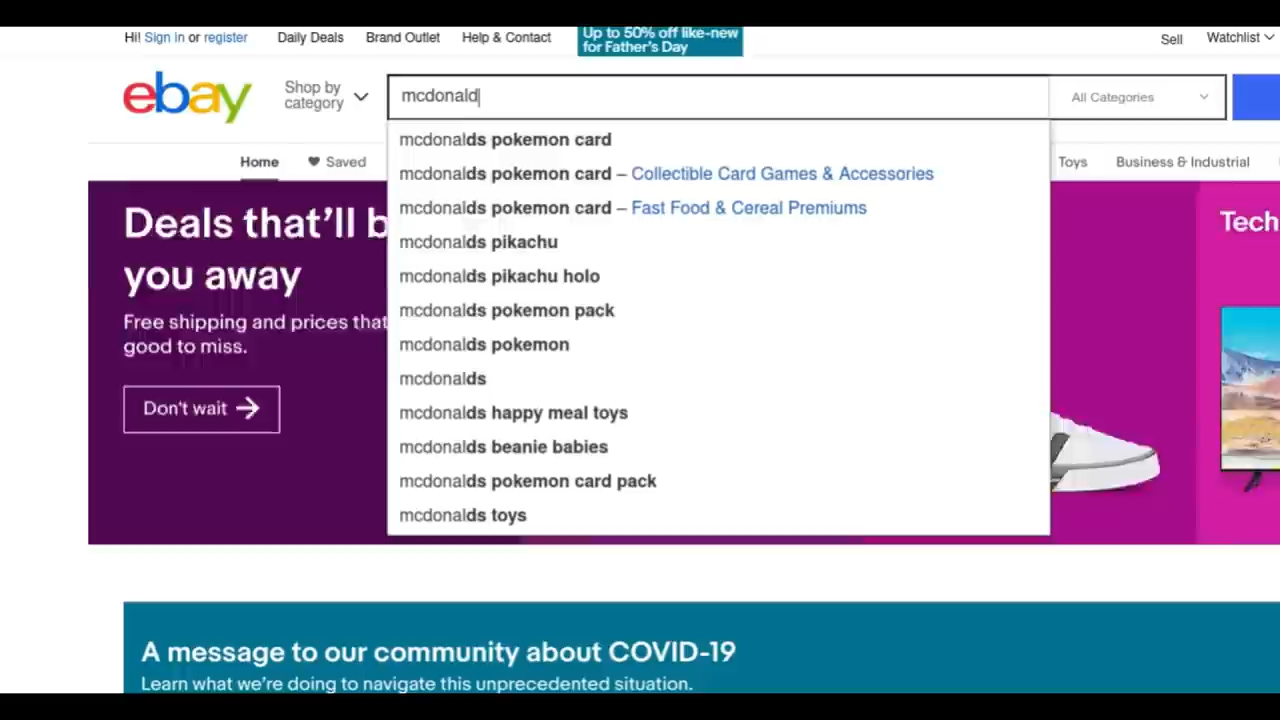 Hi! Sign in or register
Daily Deals
Brand Outlet
Help & Contact
Up to 50% off like-new
for Father's Day
Sell
Watchlist
ebay
Shop by
category
mcdonald
All Categories
mcdonalds pokemon card
mcdonalds pokemon card – Collectible Card Games & Accessories
mcdonalds pokemon card – Fast Food & Cereal Premiums
mcdonalds pikachu
mcdonalds pikachu holo
mcdonalds pokemon pack
mcdonalds pokemon
mcdonalds
mcdonalds happy meal toys
mcdonalds beanie babies
mcdonalds pokemon card pack
mcdonalds toys
Home
Saved
Toys
Business & Industrial
Deals that'll b
you away
Free shipping and prices that
good to miss.
Don't wait
Tech
A message to our community about COVID-19
Learn what we're doing to navigate this unprecedented situation.